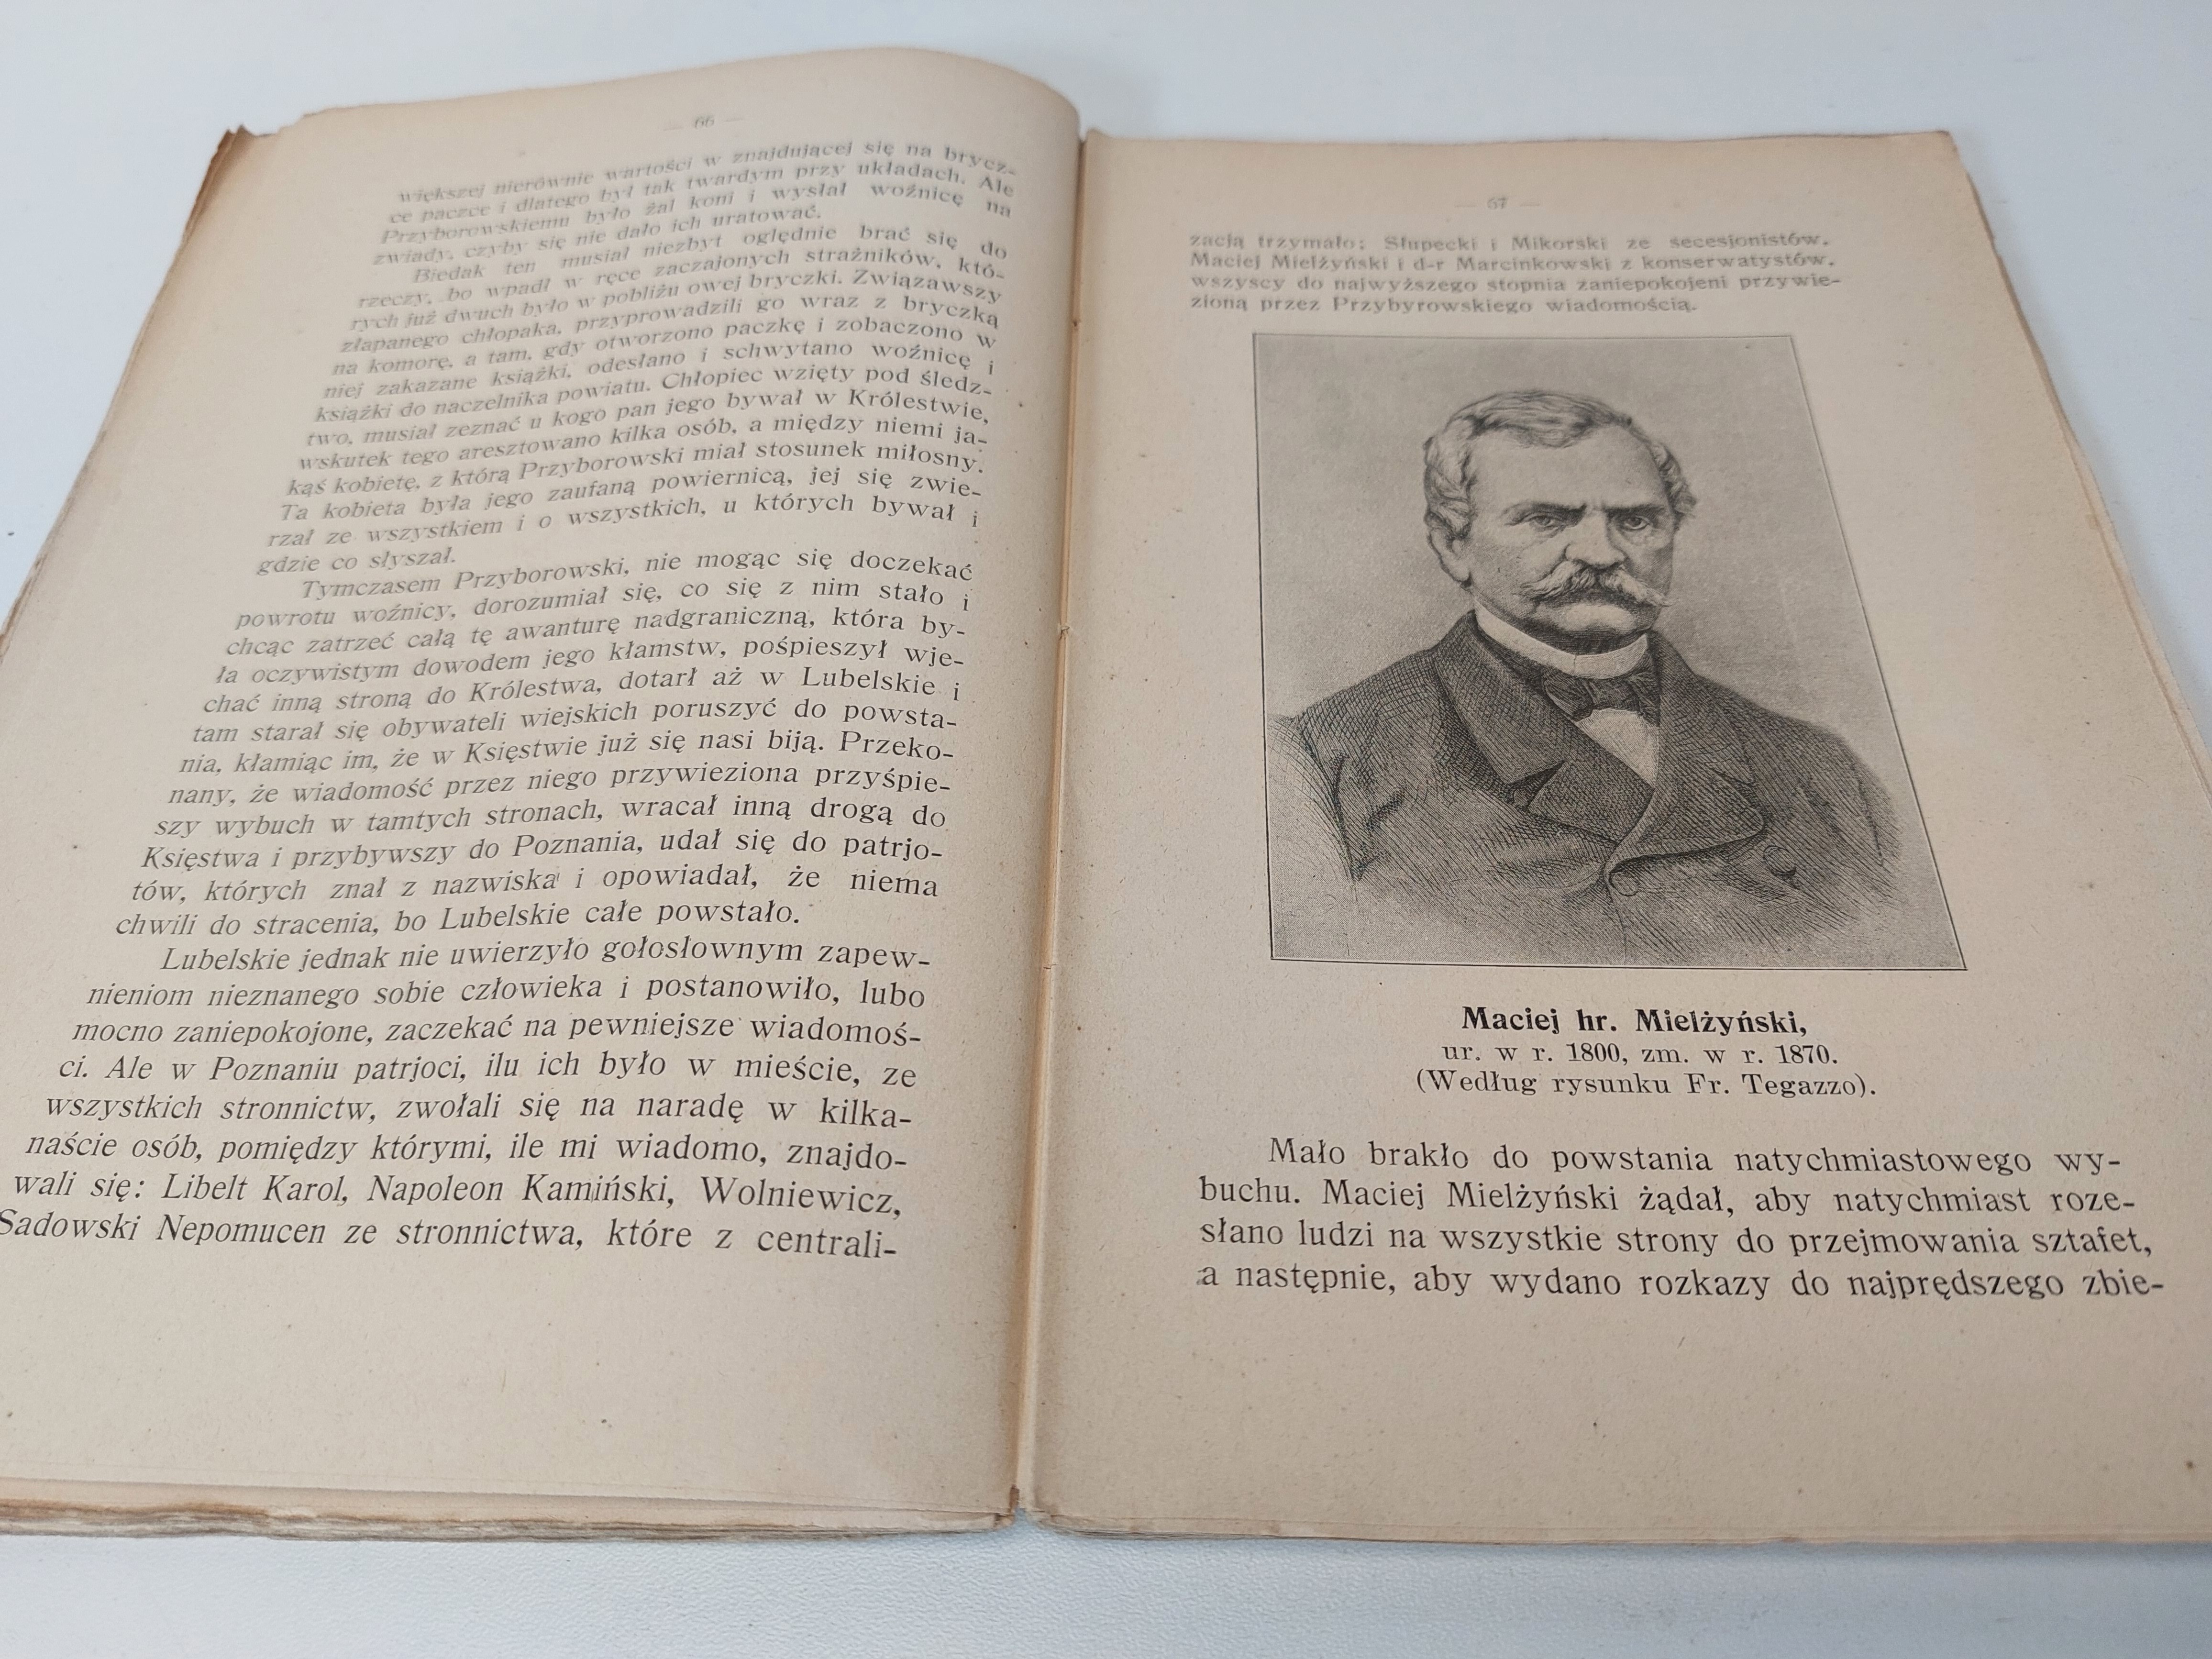 — 66 —
większej nierównie wartości w znajdującej się na brycz-
ce paczce i dlatego był tak twardym przy układach. Ale
Przyborowskiemu było żal koni i wysłał woźnicę na
zwiady, czyby się nie dało ich uratować.
Biedak ten musiał niezbyt oględnie brać się do
rzeczy, bo wpadł w ręce zaczajonych strażników, któ-
rych już dwuch było w pobliżu owej bryczki. Związawszy
złapanego chłopaka, przyprowadzili go wraz z bryczką
na komorę, a tam, gdy otworzono paczkę i zobaczono w
niej zakazane książki, odesłano i schwytano woźnicę i
książki do naczelnika powiatu. Chłopiec wzięty pod śledz-
two, musiał zeznać u kogo pan jego bywał w Królestwie,
wskutek tego aresztowano kilka osób, a między niemi ja-
kąś kobietę, z którą Przyborowski miał stosunek miłosny.
Ta kobieta była jego zaufaną powiernicą, jej się zwie-
rzał ze wszystkiem i o wszystkich, u których bywał i
gdzie co słyszał.
Tymczasem Przyborowski, nie mogąc się doczekać
powrotu woźnicy, dorozumiał się, co się z nim stało i
chcąc zatrzeć całą tę awanturę nadgraniczną, która by-
ła oczywistym dowodem jego kłamstw, pośpieszył wje-
chać inną stroną do Królestwa, dotarł aż w Lubelskie i
tam starał się obywateli wiejskich poruszyć do powsta-
nia, kłamiąc im, że w Księstwie już się nasi biją. Przeko-
nany, że wiadomość przez niego przywieziona przyśpie-
szy wybuch w tamtych stronach, wracał inną drogą do
Księstwa i przybywszy do Poznania, udał się do patrjo-
tów, których znał z nazwiska i opowiadał, że niema
chwili do stracenia, bo Lubelskie całe powstało.
Lubelskie jednak nie uwierzyło gołosłownym zapew-
nieniom nieznanego sobie człowieka i postanowiło, lubo
mocno zaniepokojone, zaczekać na pewniejsze wiadomoś-
ci. Ale w Poznaniu patrjoci, ilu ich było w mieście, ze
wszystkich stronnictw, zwołali się na naradę w kilka-
naście osób, pomiędzy którymi, ile mi wiadomo, znajdo-
wali się: Libelt Karol, Napoleon Kamiński, Wolniewicz,
Sadowski Nepomucen ze stronnictwa, które z centrali-
— 67 —
zacją trzymało; Słupecki i Mikorski ze secesjonistów,
Maciej Mielżyński i d-r Marcinkowski z konserwatystów,
wszyscy do najwyższego stopnia zaniepokojeni przywie-
zioną przez Przybyrowskiego wiadomością.
Maciej hr. Mielżyński,
ur. w r. 1800, zm. w r. 1870.
(Według rysunku Fr. Tegazzo).
Mało brakło do powstania natychmiastowego wy-
buchu. Maciej Mielżyński żądał, aby natychmiast roze-
słano ludzi na wszystkie strony do przejmowania sztafet,
a następnie, aby wydano rozkazy do najprędszego zbie-